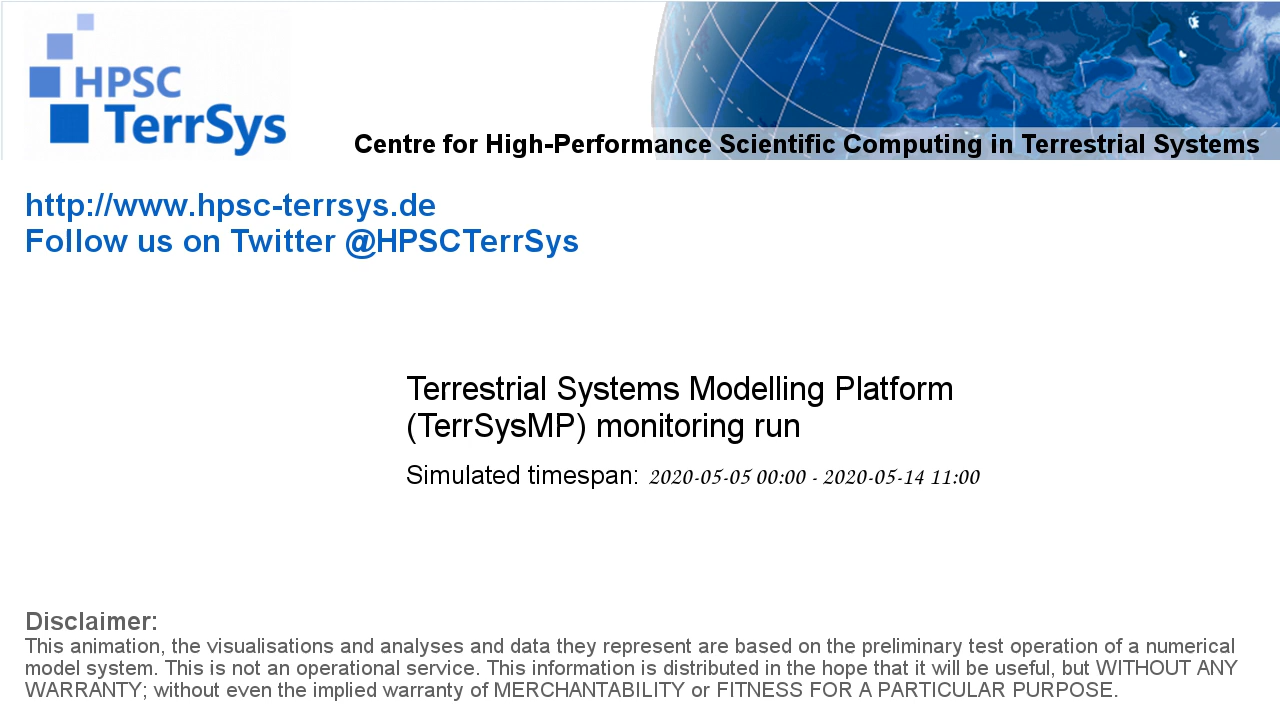 HPSC
TerrSys
Centre for High-Performance Scientific Computing in Terrestrial Systems
http://www.hpsc-terrsys.de
Follow us on Twitter @HPSCTerrSys
Terrestrial Systems Modelling Platform
(TerrSysMP) monitoring run
Simulated timespan: 2020-05-05 00:00 - 2020-05-14 11:00
Disclaimer:
This animation, the visualisations and analyses and data they represent are based on the preliminary test operation of a numerical
model system. This is not an operational service. This information is distributed in the hope that it will be useful, but WITHOUT ANY
WARRANTY; without even the implied warranty of MERCHANTABILITY or FITNESS FOR A PARTICULAR PURPOSE.